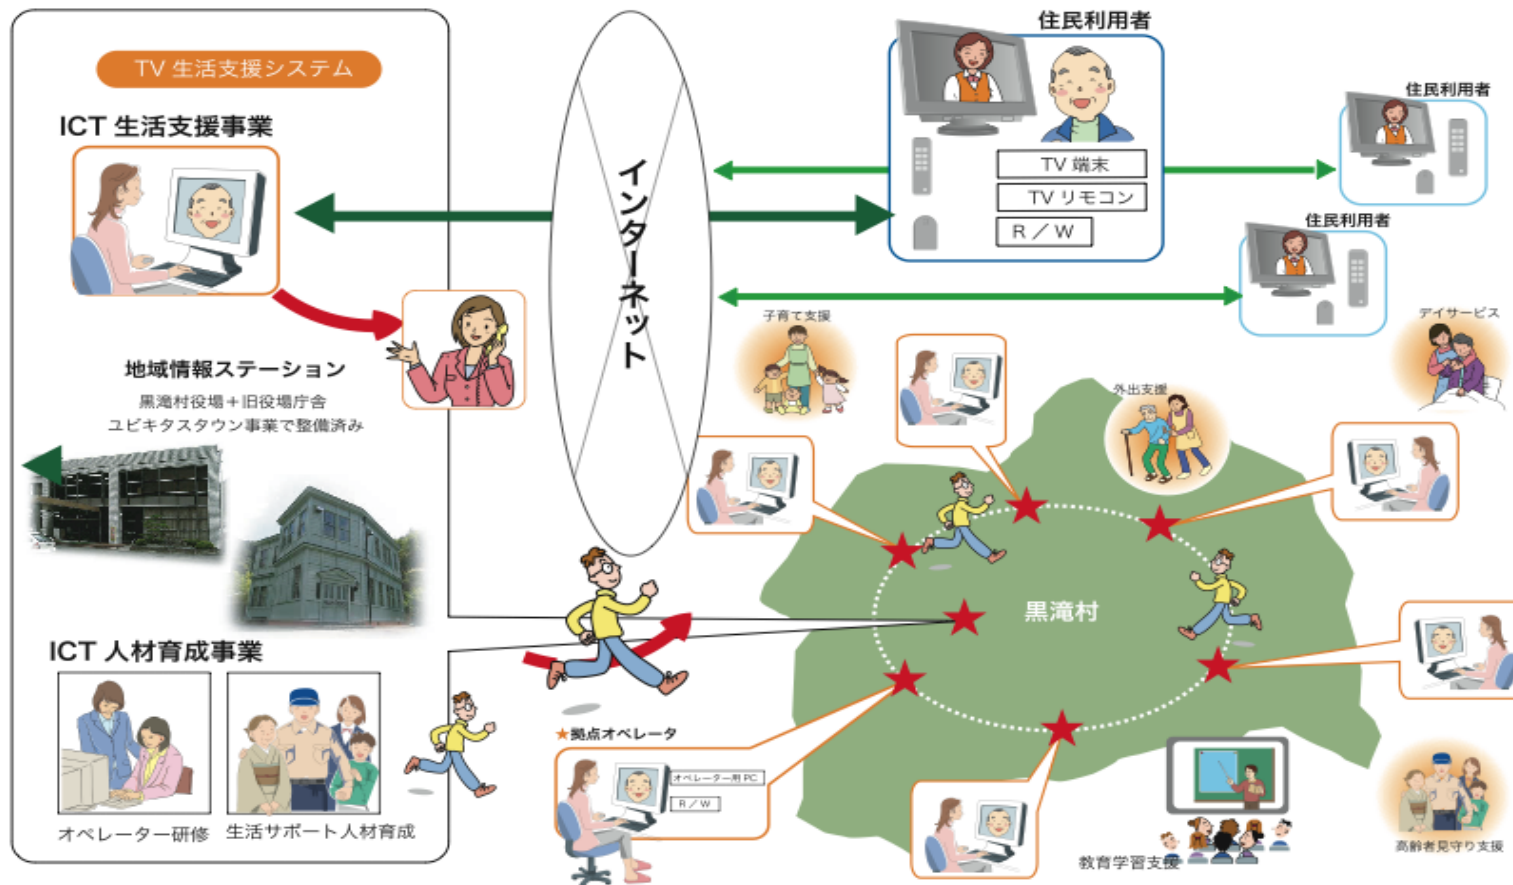 TV 生活支援システム
ICT 生活支援事業
地域情報ステーション
黒滝村役場＋旧役場庁舎
ユビキタスタウン事業で整備済み
ICT 人材育成事業
オペレーター研修
生活サポート人材育成
インターネット
住民利用者
TV 端末
TV リモコン
R ／ W
住民利用者
住民利用者
子育て支援
外出支援
デイサービス
黒滝村
★拠点オペレータ
オペレーター用 PC
R ／ W
教育学習支援
高齢者見守り支援